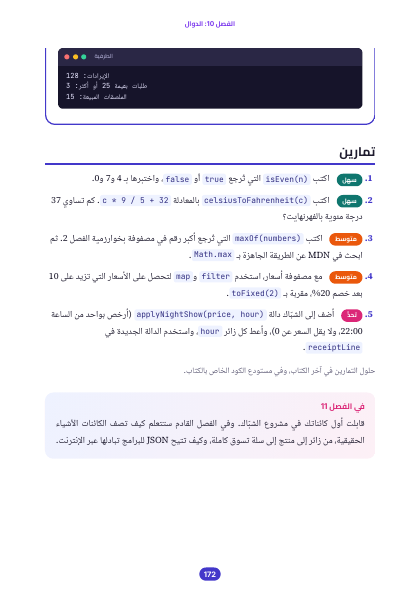 الفصل 10: الدوال
الطرفية
الإيرادات: 128
طلبات بقيمة 25 أو أكثر: 3
الملصقات المبيعة: 15
تمارين
1. سهل اكتب isEven(n) التي تُرجع true أو false، واختبرها بـ 4 و7 و0.
2. سهل اكتب celsiusToFahrenheit(c) بالمعادلة c * 9 / 5 + 32. كم تساوي 37
درجة مئوية بالفهرنهايت؟
3. متوسط اكتب maxOf(numbers) التي تُرجع أكبر رقم في مصفوفة بخوارزمية الفصل 2. ثم
ابحث في MDN عن الطريقة الجاهزة بـ Math.max.
4. متوسط مع مصفوفة أسعار، استخدم filter و map لتحصل على الأسعار التي تزيد على 10
بعد خصم 20%، مقربة بـ toFixed(2).
5. تحدٍّ أضف إلى الشبّاك دالة applyNightShow(price, hour) (أرخص بواحد من الساعة
22:00، ولا يقل السعر عن 0)، وأعط كل زائر hour، واستخدم الدالة الجديدة في
receiptLine.
حلول التمارين في آخر الكتاب، وفي مستودع الكود الخاص بالكتاب.
في الفصل 11
قابلت أول كائناتك في مشروع الشبّاك. وفي الفصل القادم ستتعلم كيف تصف الكائنات الأشياء
الحقيقية، من زائر إلى منتج إلى سلة تسوق كاملة، وكيف تتيح JSON للبرامج تبادلها عبر الإنترنت.
172